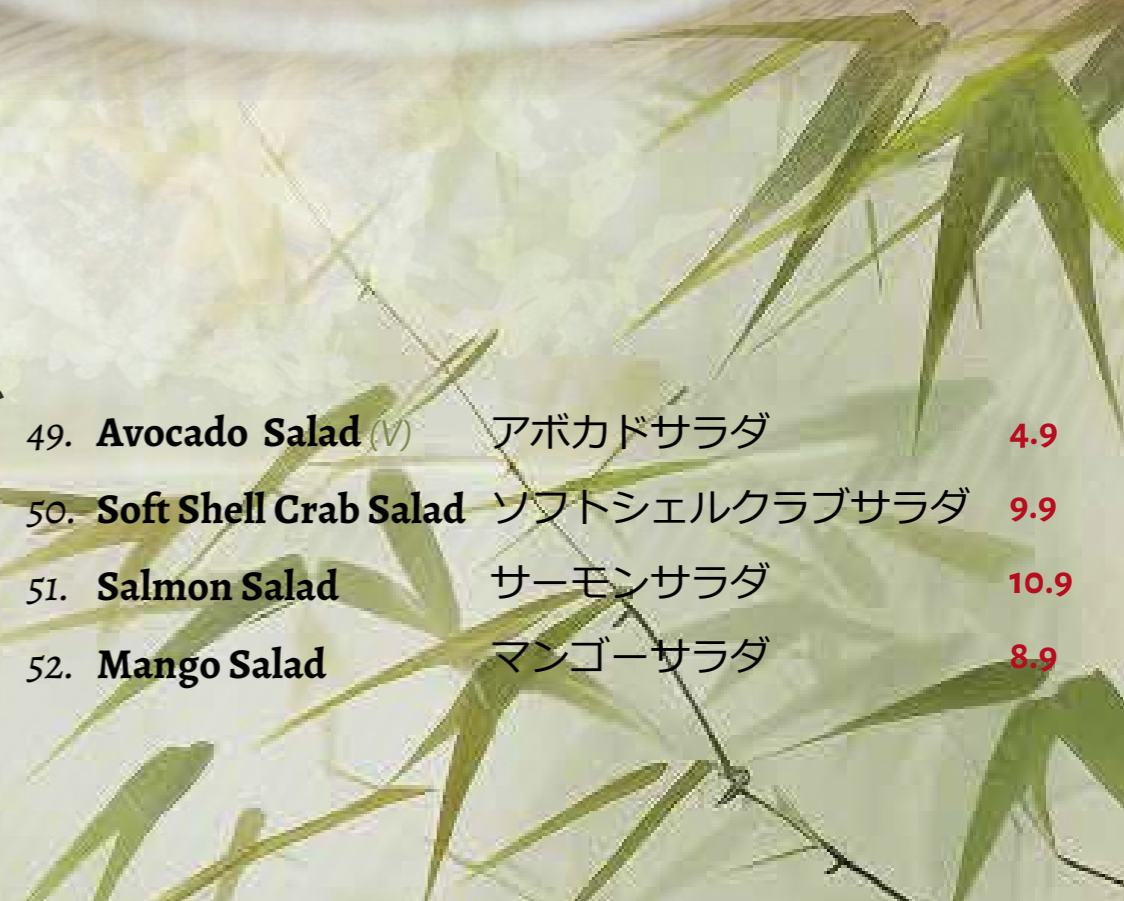 49. Avocado Salad (V) アボカドサラダ 4.9
50. Soft Shell Crab Salad ソフトシェルクラブサラダ 9.9
51. Salmon Salad サーモンサラダ 10.9
52. Mango Salad マンゴーサラダ 8.9